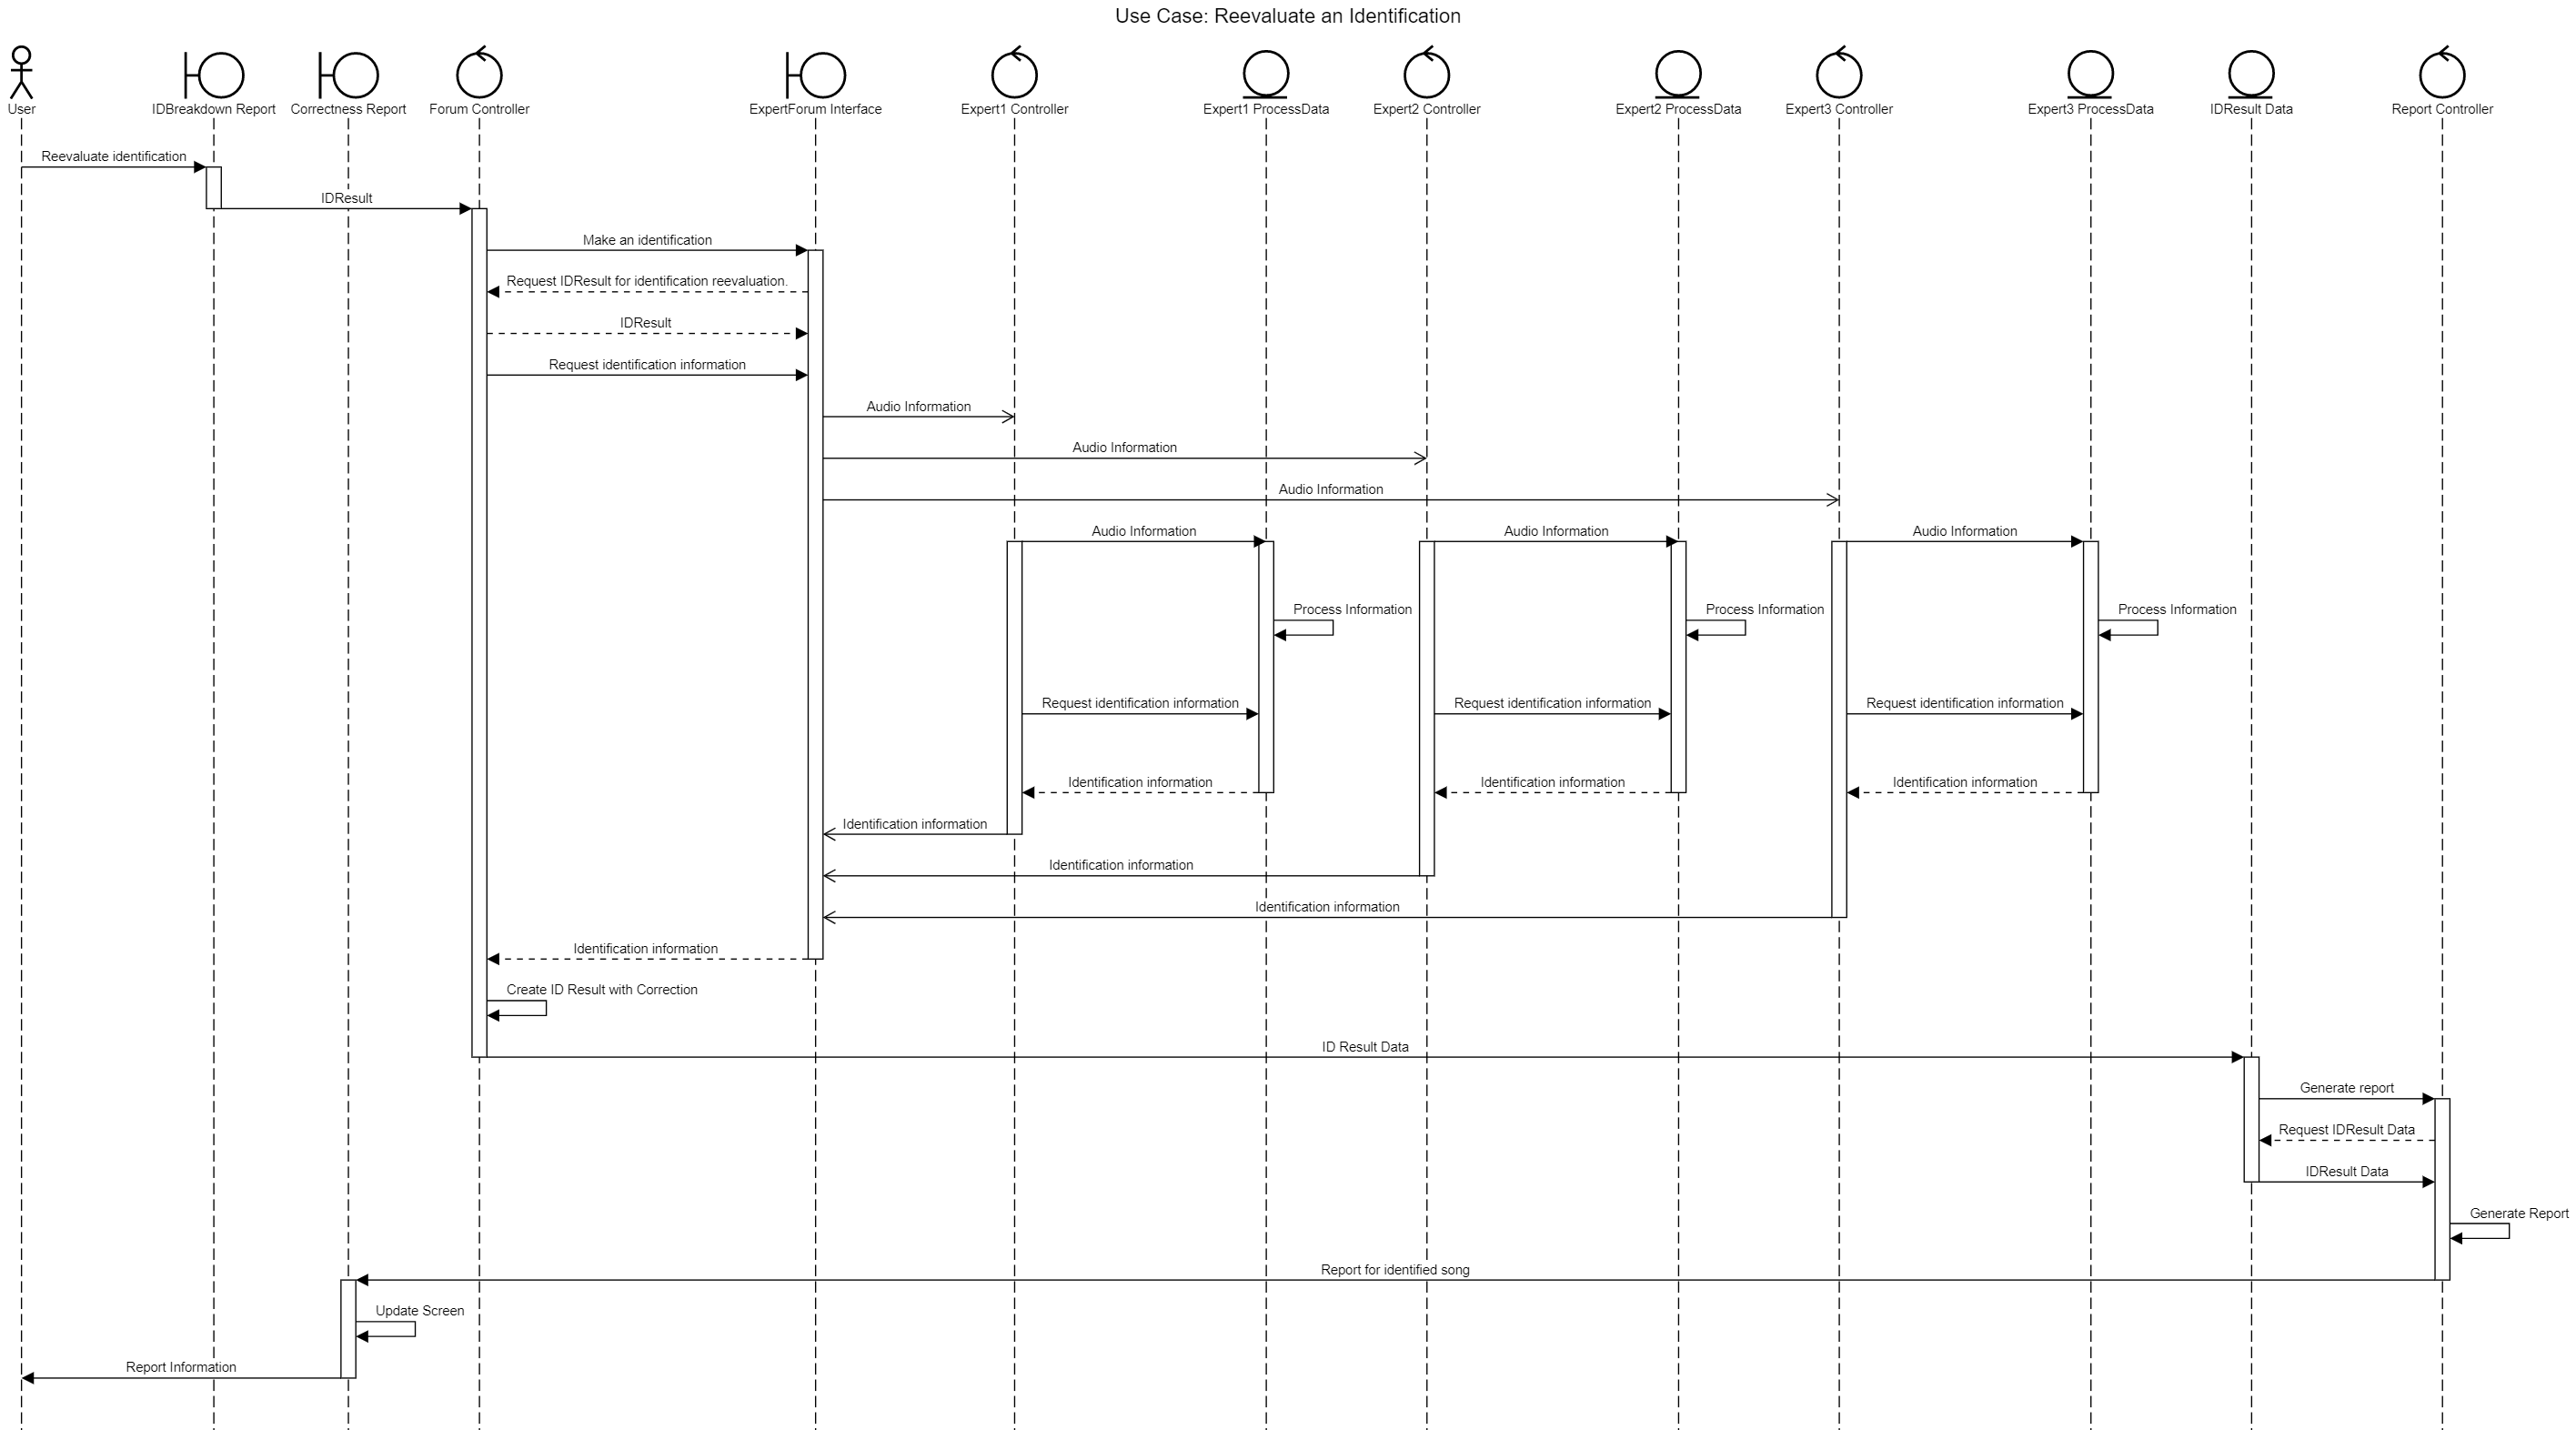 Use Case: Reevaluate an Identification
User
IDBreakdown Report
Correctness Report
Forum Controller
ExpertForum Interface
Expert1 Controller
Expert1 ProcessData
Expert2 Controller
Expert2 ProcessData
Expert3 Controller
Expert3 ProcessData
IDResult Data
Report Controller
Reevaluate identification
IDResult
Make an identification
Request IDResult for identification reevaluation.
IDResult
Request identification information
Audio Information
Audio Information
Audio Information
Audio Information
Audio Information
Audio Information
Process Information
Process Information
Process Information
Request identification information
Request identification information
Request identification information
Identification information
Identification information
Identification information
Identification information
Identification information
Identification information
Identification information
Create ID Result with Correction
ID Result Data
Generate report
Request IDResult Data
IDResult Data
Generate Report
Report for identified song
Update Screen
Report Information